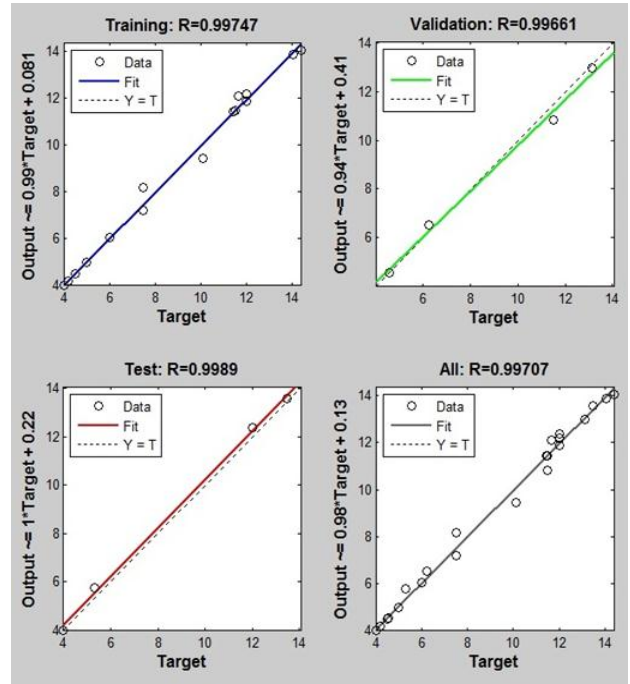 Training: R=0.99747
Output ~= 0.99*Target + 0.081
Data
Fit
Y = T
14
12
10
8
6
4
4 6 8 10 12 14
Target
Validation: R=0.99661
Output ~= 0.94*Target + 0.41
Data
Fit
Y = T
14
12
10
8
6
6 8 10 12 14
Target
Test: R=0.9989
Output ~= 1*Target + 0.22
Data
Fit
Y = T
14
12
10
8
6
4
4 6 8 10 12 14
Target
All: R=0.99707
Output ~= 0.98*Target + 0.13
Data
Fit
Y = T
14
12
10
8
6
4
4 6 8 10 12 14
Target